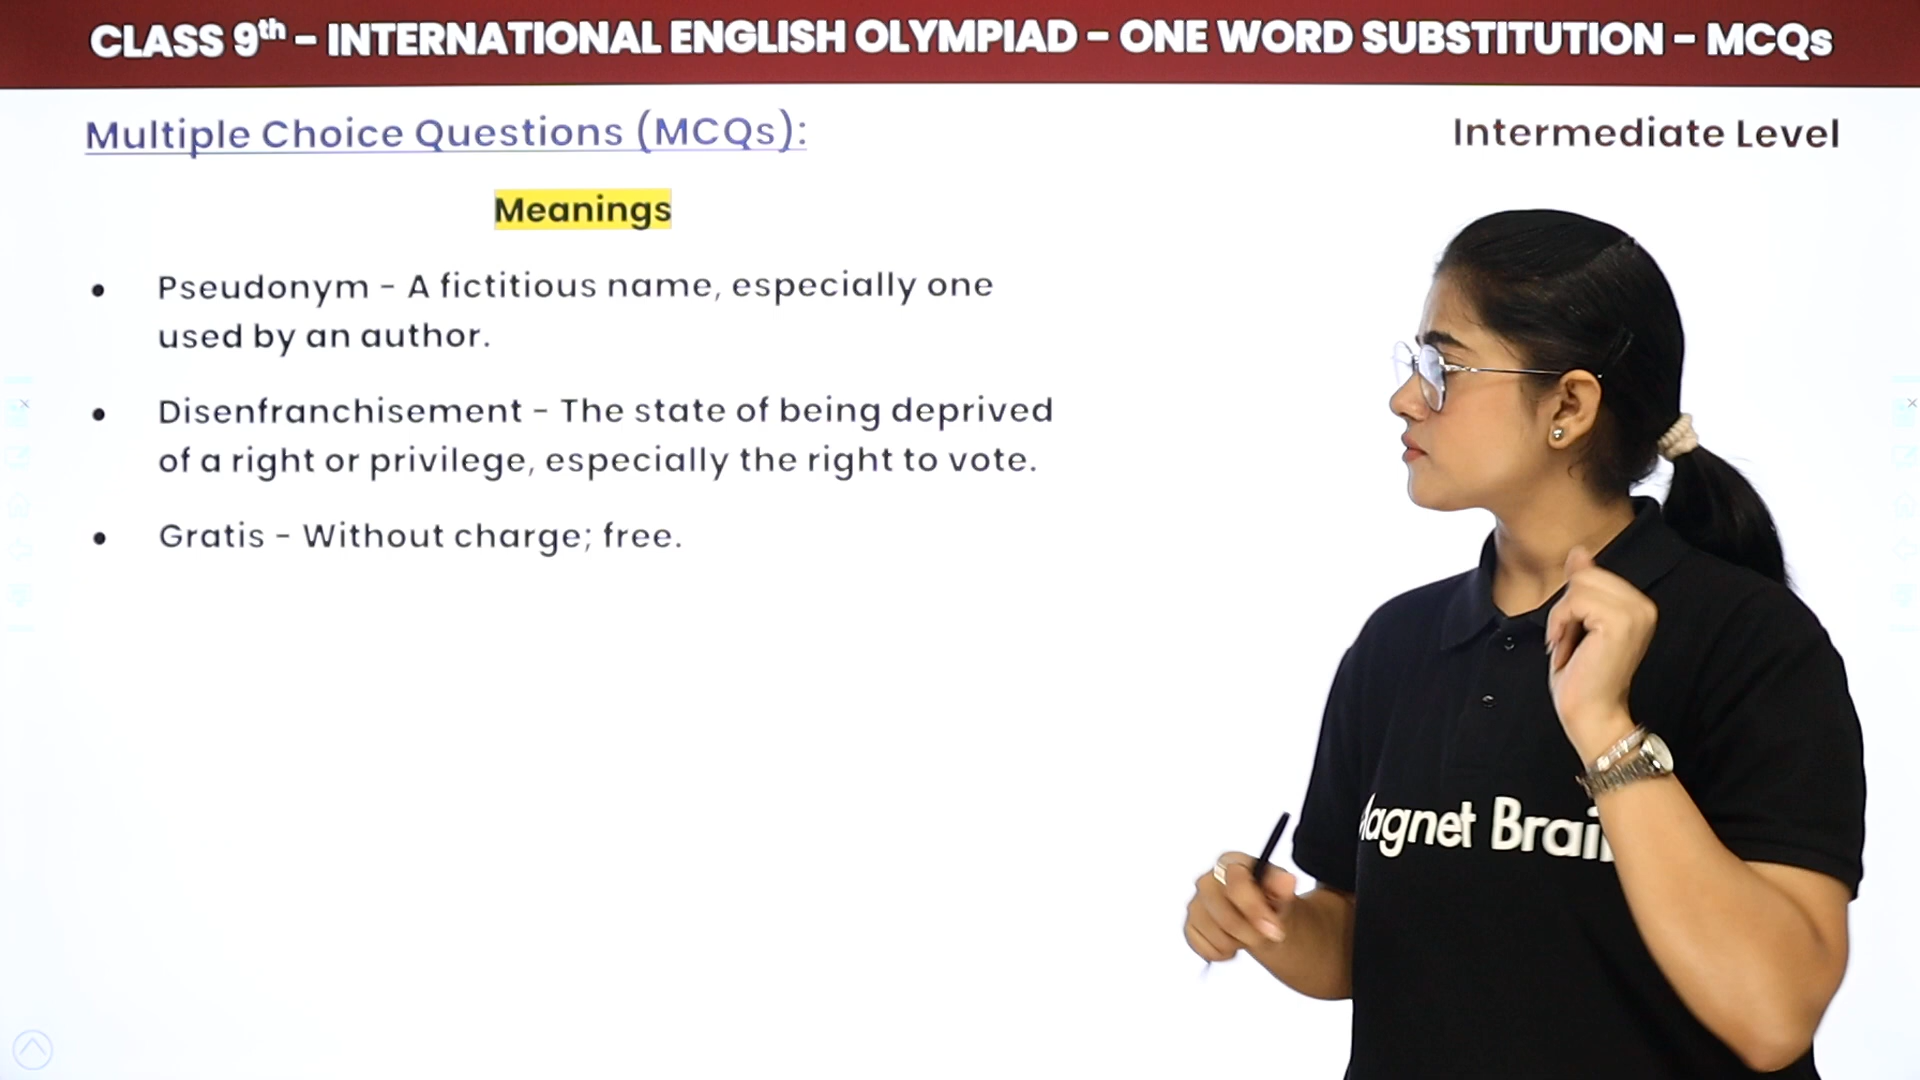 CLASS 9th - INTERNATIONAL ENGLISH OLYMPIAD - ONE WORD SUBSTITUTION - MCQs
Multiple Choice Questions (MCQs):
Intermediate Level
Meanings
• Pseudonym - A fictitious name, especially one
used by an author.
• Disenfranchisement - The state of being deprived
of a right or privilege, especially the right to vote.
• Gratis - Without charge; free.
agnet Brai